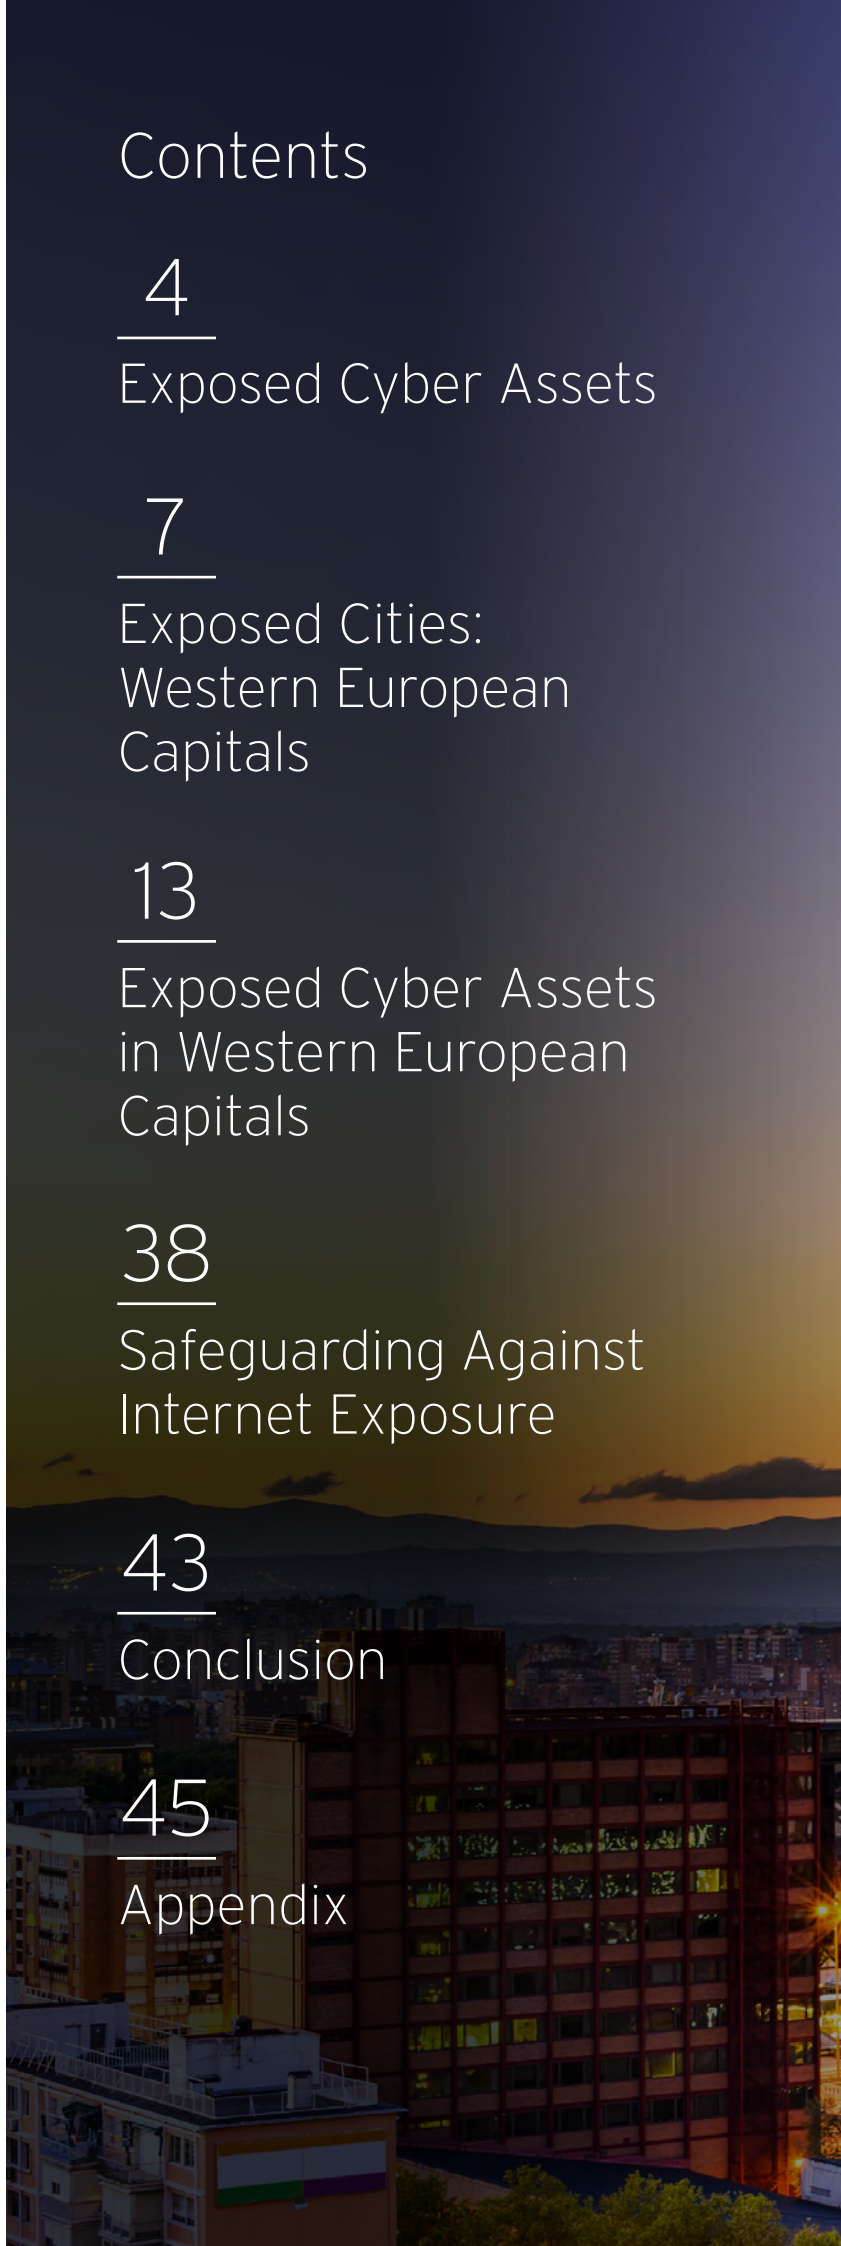 Contents
4
Exposed Cyber Assets
7
Exposed Cities:
Western European
Capitals
13
Exposed Cyber Assets
in Western European
Capitals
38
Safeguarding Against
Internet Exposure
43
Conclusion
45
Appendix